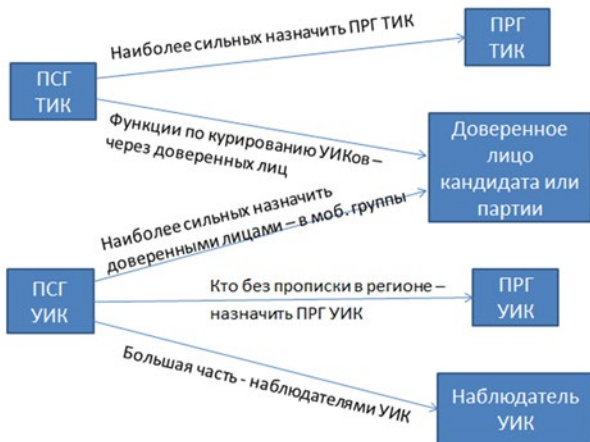 Наиболее сильных назначить ПРГ ТИК
ПРГ
ТИК
ПСГ
ТИК
Функции по курированию УИКов –
через доверенных лиц
Доверенное
лицо
кандидата или
партии
Наиболее сильных назначить
доверенными лицами – в моб. группы
ПСГ
УИК
Кто без прописки в регионе –
назначить ПРГ УИК
ПРГ
УИК
Большая часть - наблюдателями УИК
Наблюдатель
УИК